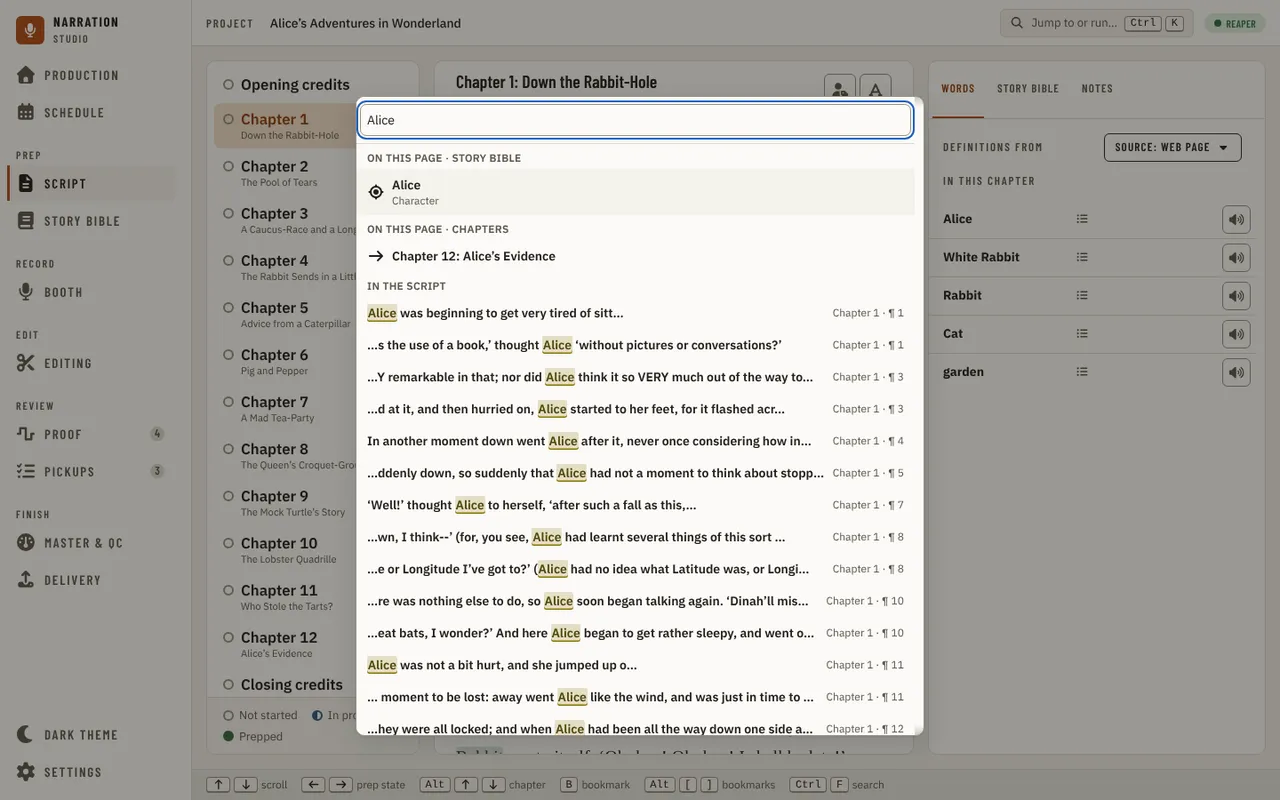 NARRATION
STUDIO
PROJECT Alice's Adventures in Wonderland
Jump to or run... Ctrl K
REAPER
PRODUCTION
SCHEDULE
PREP
SCRIPT
STORY BIBLE
RECORD
BOOTH
EDIT
EDITING
REVIEW
PROOF 4
PICKUPS 3
FINISH
MASTER & QC
DELIVERY
DARK THEME
SETTINGS
Opening credits
Chapter 1
Down the Rabbit-Hole
Chapter 2
The Pool of Tears
Chapter 3
A Caucus-Race and a Long
Chapter 4
The Rabbit Sends in a Littl
Chapter 5
Advice from a Caterpillar
Chapter 6
Pig and Pepper
Chapter 7
A Mad Tea-Party
Chapter 8
The Queen's Croquet-Gro
Chapter 9
The Mock Turtle's Story
Chapter 10
The Lobster Quadrille
Chapter 11
Who Stole the Tarts?
Chapter 12
Alice's Evidence
Closing credits
Not started In pro
Prepped
Chapter 1: Down the Rabbit-Hole
A
Alice
ON THIS PAGE · STORY BIBLE
Alice
Character
ON THIS PAGE · CHAPTERS
Chapter 12: Alice's Evidence
IN THE SCRIPT
Alice was beginning to get very tired of sitt... Chapter 1 · ¶ 1
...s the use of a book,' thought Alice 'without pictures or conversations?' Chapter 1 · ¶ 1
...Y remarkable in that; nor did Alice think it so VERY much out of the way to... Chapter 1 · ¶ 3
...d at it, and then hurried on, Alice started to her feet, for it flashed acr... Chapter 1 · ¶ 3
In another moment down went Alice after it, never once considering how in... Chapter 1 · ¶ 4
...ddenly down, so suddenly that Alice had not a moment to think about stopp... Chapter 1 · ¶ 5
'Well!' thought Alice to herself, 'after such a fall as this,... Chapter 1 · ¶ 7
...wn, I think--' (for, you see, Alice had learnt several things of this sort ... Chapter 1 · ¶ 8
...e or Longitude I've got to?' (Alice had no idea what Latitude was, or Longi... Chapter 1 · ¶ 8
...re was nothing else to do, so Alice soon began talking again. 'Dinah'll mis... Chapter 1 · ¶ 10
...eat bats, I wonder?' And here Alice began to get rather sleepy, and went o... Chapter 1 · ¶ 10
Alice was not a bit hurt, and she jumped up o... Chapter 1 · ¶ 11
... moment to be lost: away went Alice like the wind, and was just in time to ... Chapter 1 · ¶ 11
...hey were all locked; and when Alice had been all the way down one side a... Chapter 1 · ¶ 12
WORDS STORY BIBLE NOTES
DEFINITIONS FROM SOURCE: WEB PAGE
IN THIS CHAPTER
Alice
White Rabbit
Rabbit
Cat
garden
↑ ↓ scroll ← → prep state Alt ↑ ↓ chapter B bookmark Alt [ ] bookmarks Ctrl F search